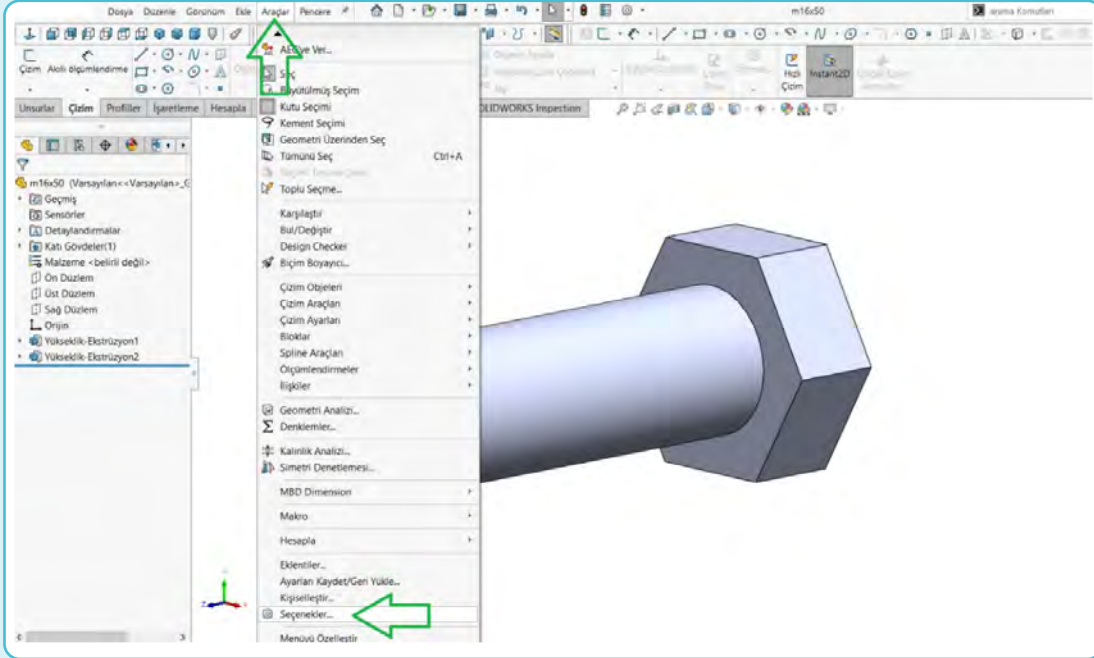 Dosya Düzenle Görünüm Ekle Araçlar Pencere
m16x50
arama Komutları
AEC'ye Ver...
Çizim Akıllı ölçümlendirme
Hızlı Çizim
Instant2D
Unsurlar Çizim Profiller İşaretleme Hesapla
SOLIDWORKS Inspection
Seç
Büyütülmüş Seçim
Kutu Seçimi
Kement Seçimi
Geometri Üzerinden Seç
Tümünü Seç Ctrl+A
Toplu Seçme...
Karşılaştır
Bul/Değiştir
Design Checker
Biçim Boyayıcı...
Çizim Objeleri
Çizim Araçları
Çizim Ayarları
Bloklar
Spline Araçları
Ölçümlendirmeler
İlişkiler
Geometri Analizi...
Denklemler...
Kalınlık Analizi...
Simetri Denetlemesi...
MBD Dimension
Makro
Hesapla
Eklentiler...
Ayarları Kaydet/Geri Yükle...
Kişiselleştir...
Seçenekler...
Menüyü Özelleştir
m16x50 (Varsayılan<<Varsayılan>_G
Geçmiş
Sensörler
Detaylandırmalar
Katı Gövdeler(1)
Malzeme <belirli değil>
Ön Düzlem
Üst Düzlem
Sağ Düzlem
Orijin
Yükseklik-Ekstrüzyon1
Yükseklik-Ekstrüzyon2